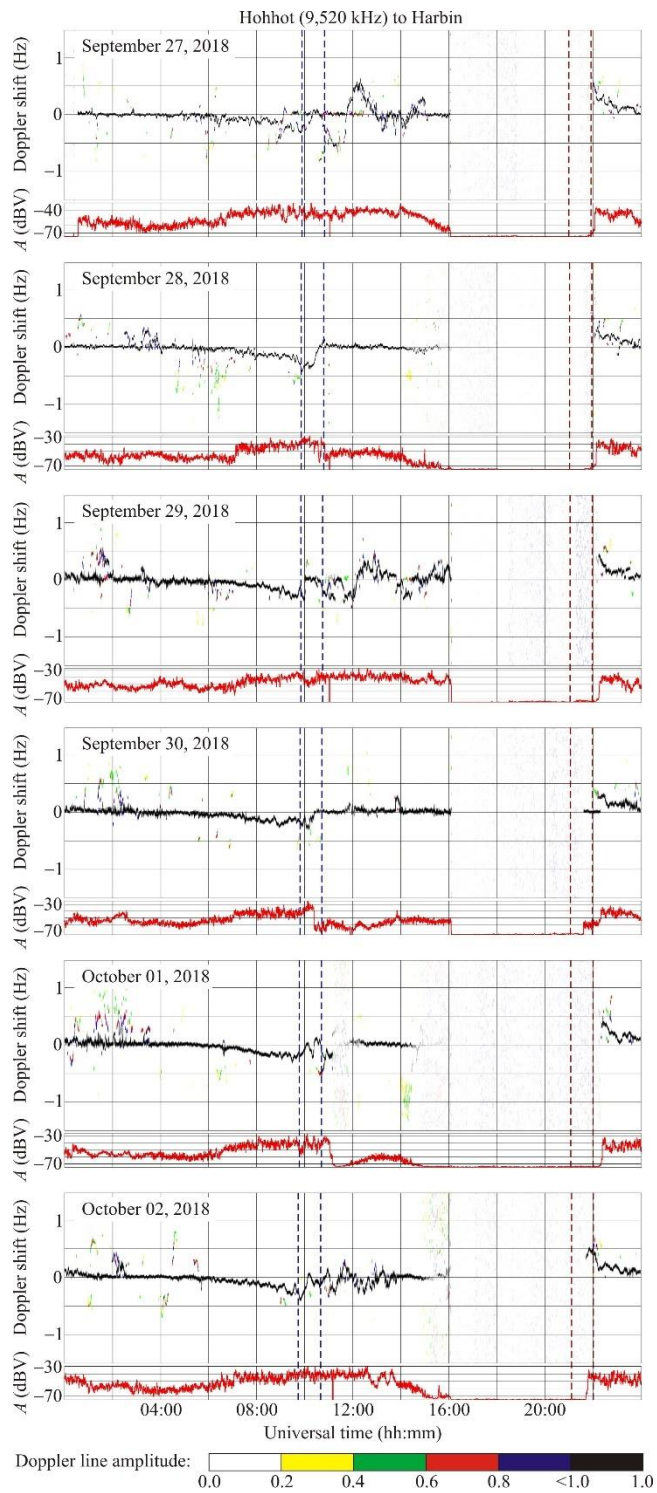 Hohhot (9,520 kHz) to Harbin
September 27, 2018
Doppler shift (Hz)
1
0
−1
A (dBV)
−40
−70
September 28, 2018
Doppler shift (Hz)
1
0
−1
A (dBV)
−30
−70
September 29, 2018
Doppler shift (Hz)
1
0
−1
A (dBV)
−30
−70
September 30, 2018
Doppler shift (Hz)
1
0
−1
A (dBV)
−30
−70
October 01, 2018
Doppler shift (Hz)
1
0
−1
A (dBV)
−30
−70
October 02, 2018
Doppler shift (Hz)
1
0
−1
A (dBV)
−30
−70
04:00 08:00 12:00 16:00 20:00
Universal time (hh:mm)
Doppler line amplitude:
0.0 0.2 0.4 0.6 0.8 <1.0 1.0